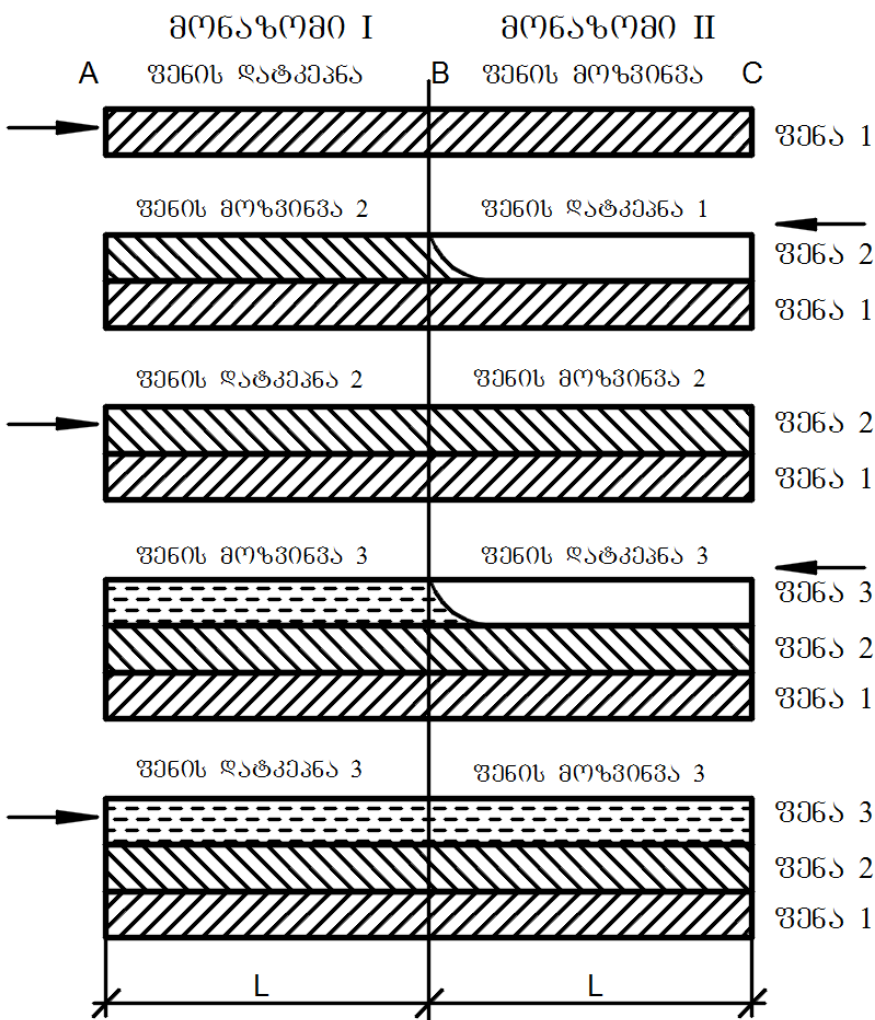 მონაზომი I მონაზომი II
A ფენის დატკეპნა B ფენის მოზვინვა C
ფენა 1
ფენის მოზვინვა 2 ფენის დატკეპნა 1
ფენა 2
ფენა 1
ფენის დატკეპნა 2 ფენის მოზვინვა 2
ფენა 2
ფენა 1
ფენის მოზვინვა 3 ფენის დატკეპნა 3
ფენა 3
ფენა 2
ფენა 1
ფენის დატკეპნა 3 ფენის მოზვინვა 3
ფენა 3
ფენა 2
ფენა 1
L L